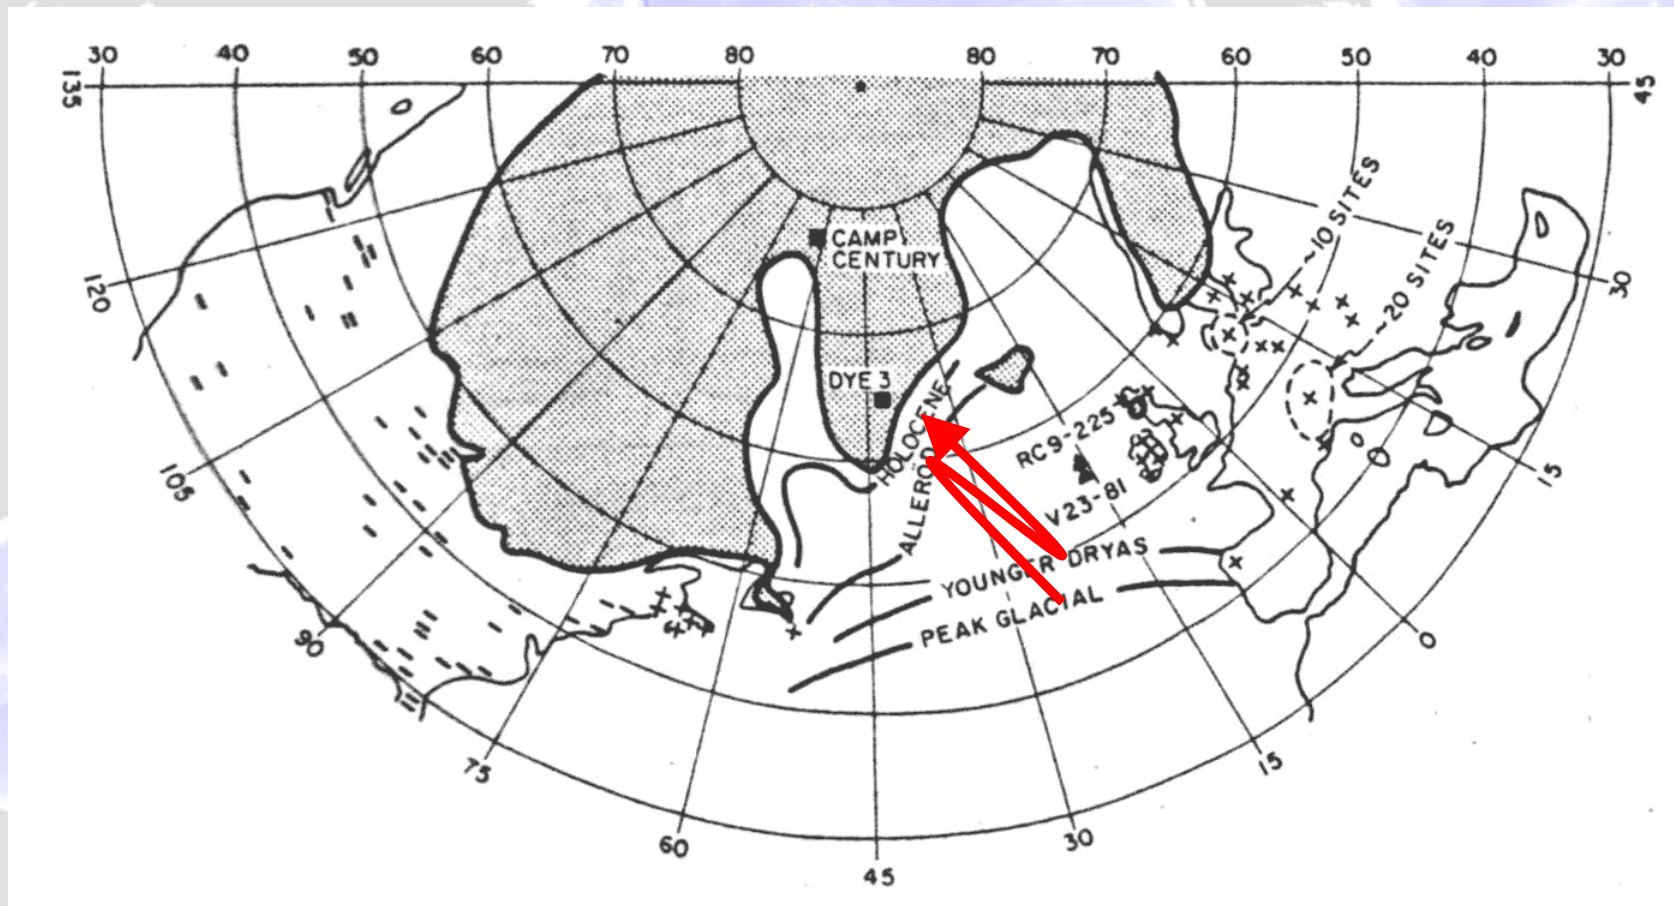 30 40 50 60 70 80 80 70 60 50 40 30
135
45
~10 SITES
~20 SITES
CAMP
CENTURY
120
30
DYE 3
HOLOCENE
ALLEROD
RC9-225
V23-81
105
15
YOUNGER DRYAS
PEAK GLACIAL
90
0
75
15
60
30
45